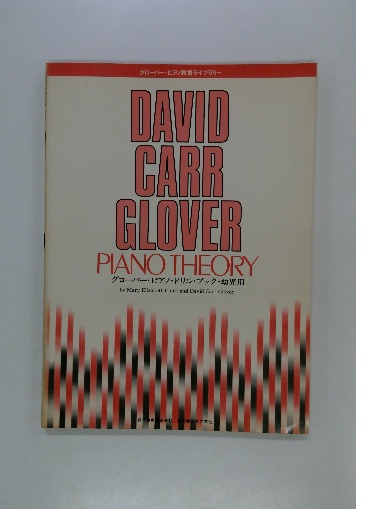 グローバー・ピアノ教育ライブラリー
DAVID
CARR
GLOVER
PIANO THEORY
グローバー・ピアノ・ドリル・ブック・幼児用
by Mary Elizabeth and David Carr Glover